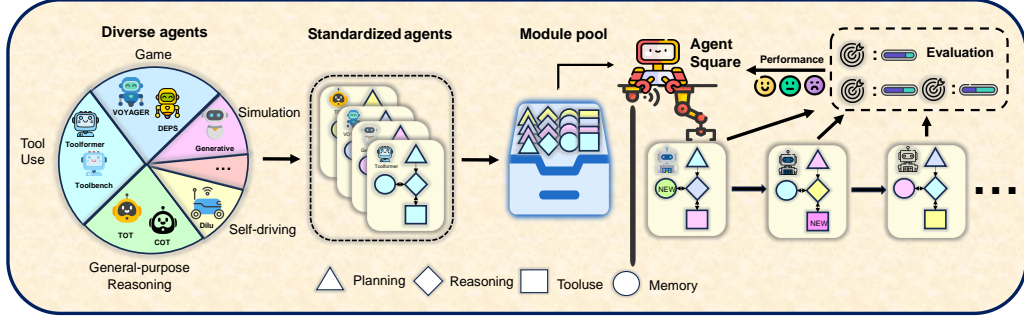 Diverse agents
Game
VOYAGER
DEPS
Simulation
Generative
Tool
Use
Toolformer
Toolbench
...
Dilu
Self-driving
TOT
COT
General-purpose
Reasoning
Standardized agents
Toolformer
Module pool
Agent
Square
Performance
: Evaluation
: :
NEW
NEW
Planning
Reasoning
Tooluse
Memory